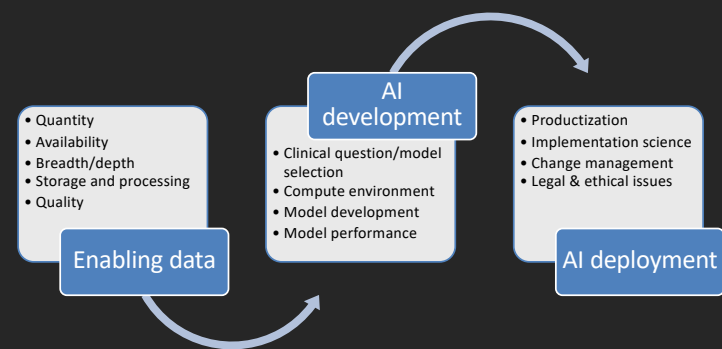 • Quantity
• Availability
• Breadth/depth
• Storage and processing
• Quality
Enabling data
AI
development
• Clinical question/model
selection
• Compute environment
• Model development
• Model performance
• Productization
• Implementation science
• Change management
• Legal & ethical issues
AI deployment